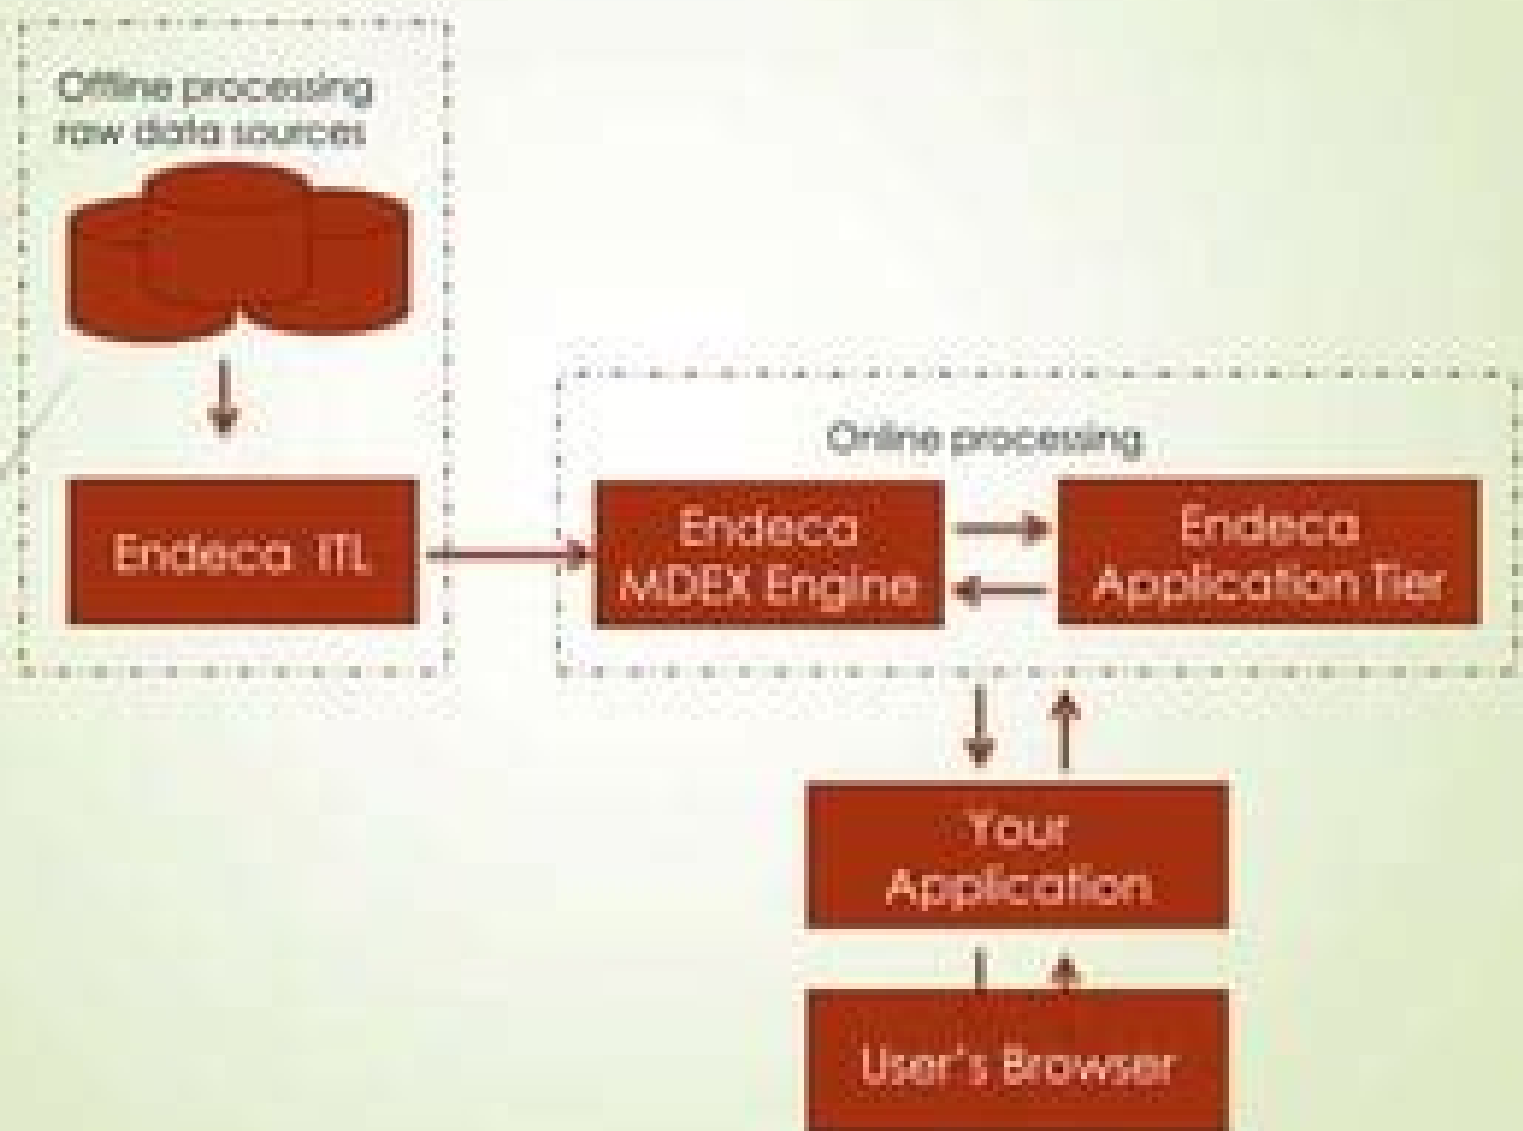 Offline processing
raw data sources
Endeca ITL
Online processing
Endeca
MDEX Engine
Endeca
Application Tier
Your
Application
User's Browser